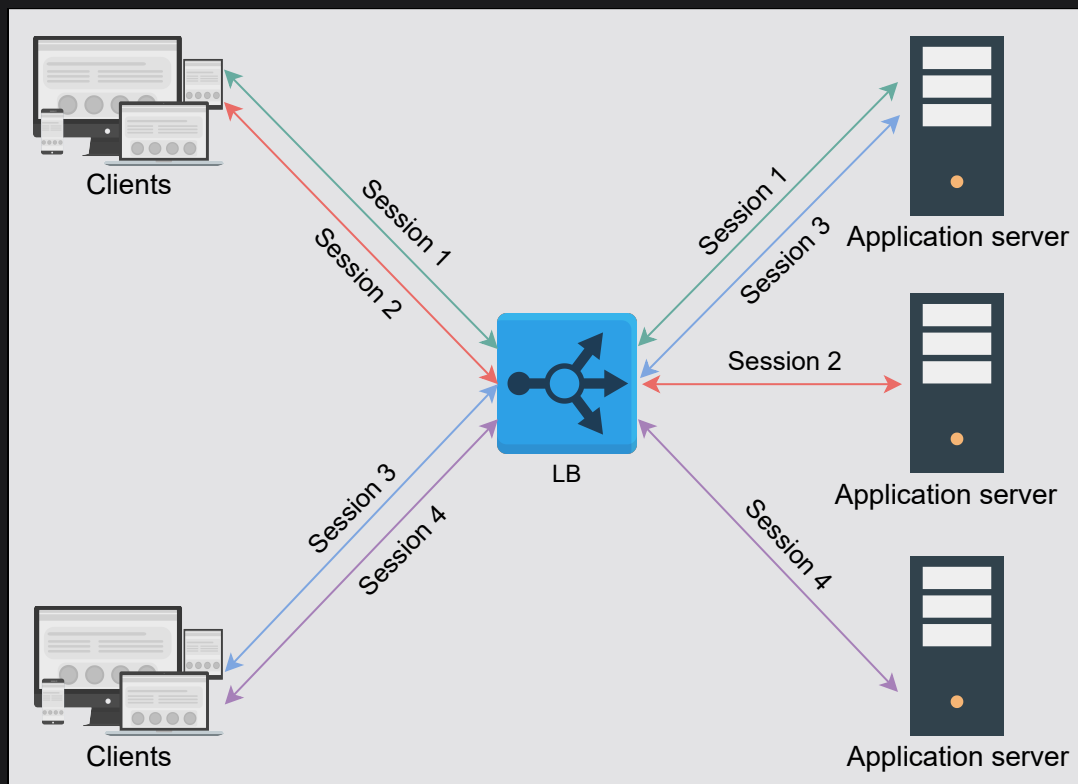 Clients
Session 1
Session 2
Session 1
Session 3
Application server
Session 2
LB
Application server
Session 3
Session 4
Session 4
Clients
Application server